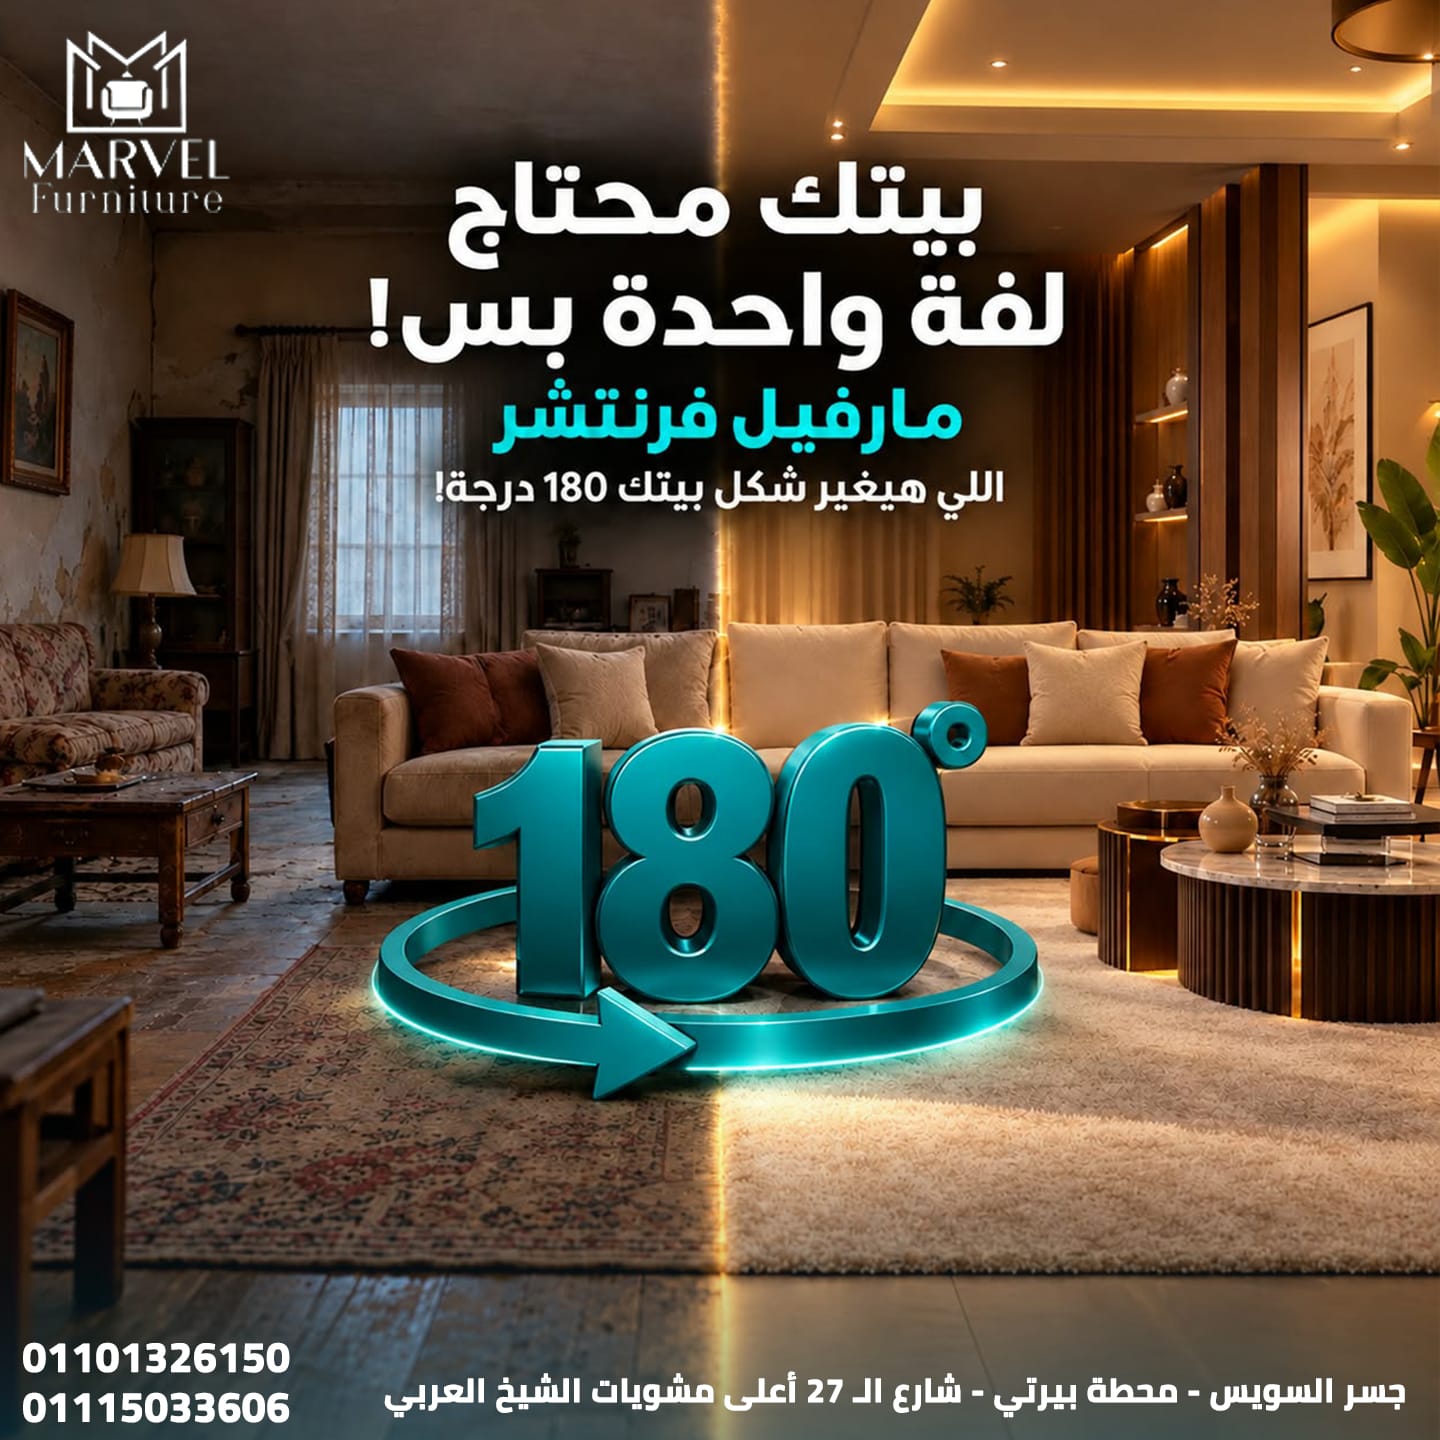 MARVEL
Furniture
بيتك محتاج
لفة واحدة بس!
مارفيل فرنتشر
اللي هيغير شكل بيتك 180 درجة!
180°
01101326150
01115033606
جسر السويس - محطة بيرتي - شارع الـ 27 أعلى مشويات الشيخ العربي